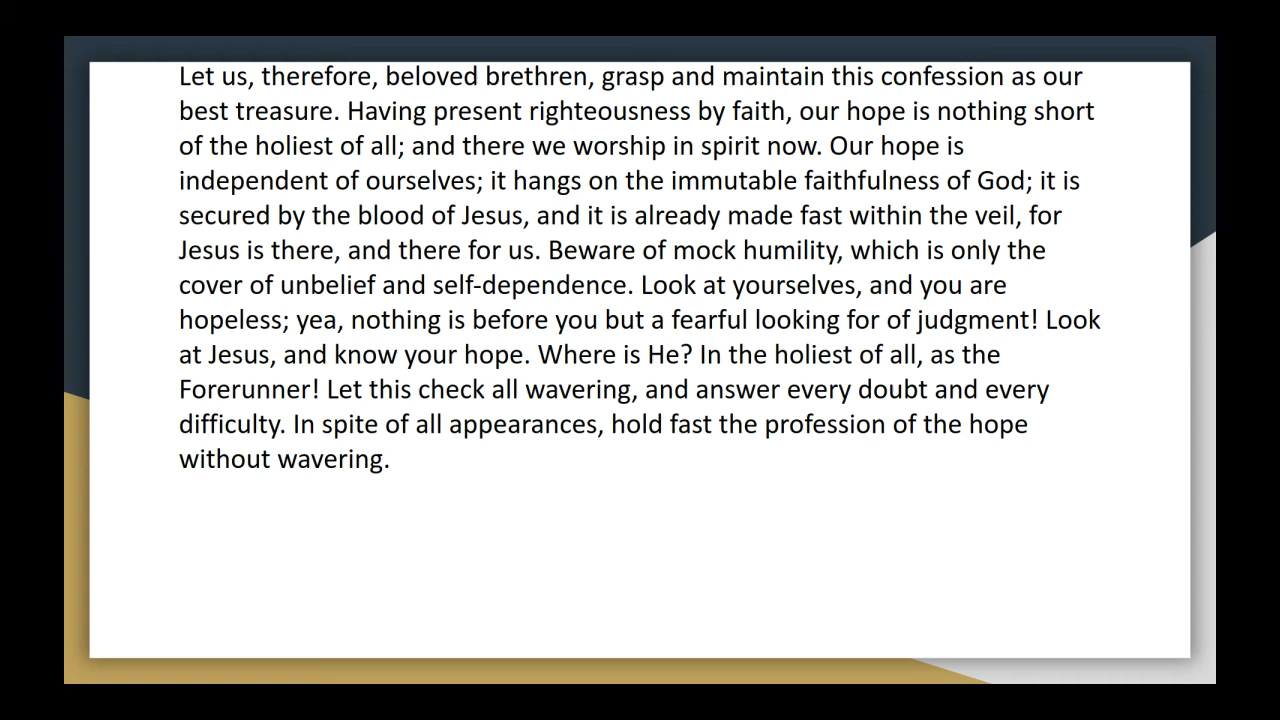 Let us, therefore, beloved brethren, grasp and maintain this confession as our
best treasure. Having present righteousness by faith, our hope is nothing short
of the holiest of all; and there we worship in spirit now. Our hope is
independent of ourselves; it hangs on the immutable faithfulness of God; it is
secured by the blood of Jesus, and it is already made fast within the veil, for
Jesus is there, and there for us. Beware of mock humility, which is only the
cover of unbelief and self-dependence. Look at yourselves, and you are
hopeless; yea, nothing is before you but a fearful looking for of judgment! Look
at Jesus, and know your hope. Where is He? In the holiest of all, as the
Forerunner! Let this check all wavering, and answer every doubt and every
difficulty. In spite of all appearances, hold fast the profession of the hope
without wavering.